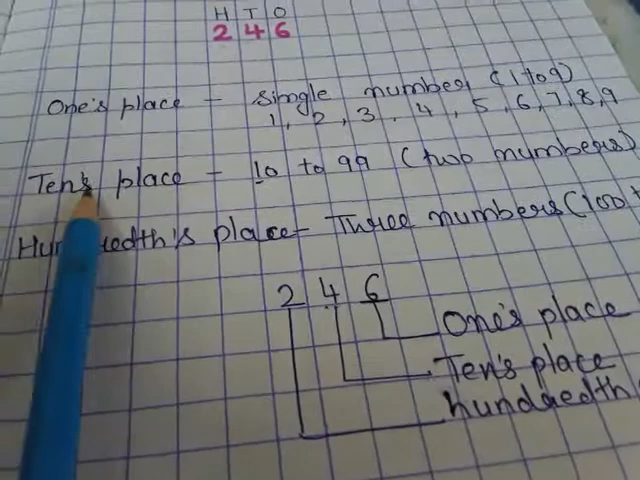 H T O
2 4 6
One's place - single number (1 to 9)
1, 2, 3, 4, 5, 6, 7, 8, 9
Ten's place - 10 to 99 (two numbers)
place - Three numbers (100
2 4 6
One's place
Ten's place
hundredth